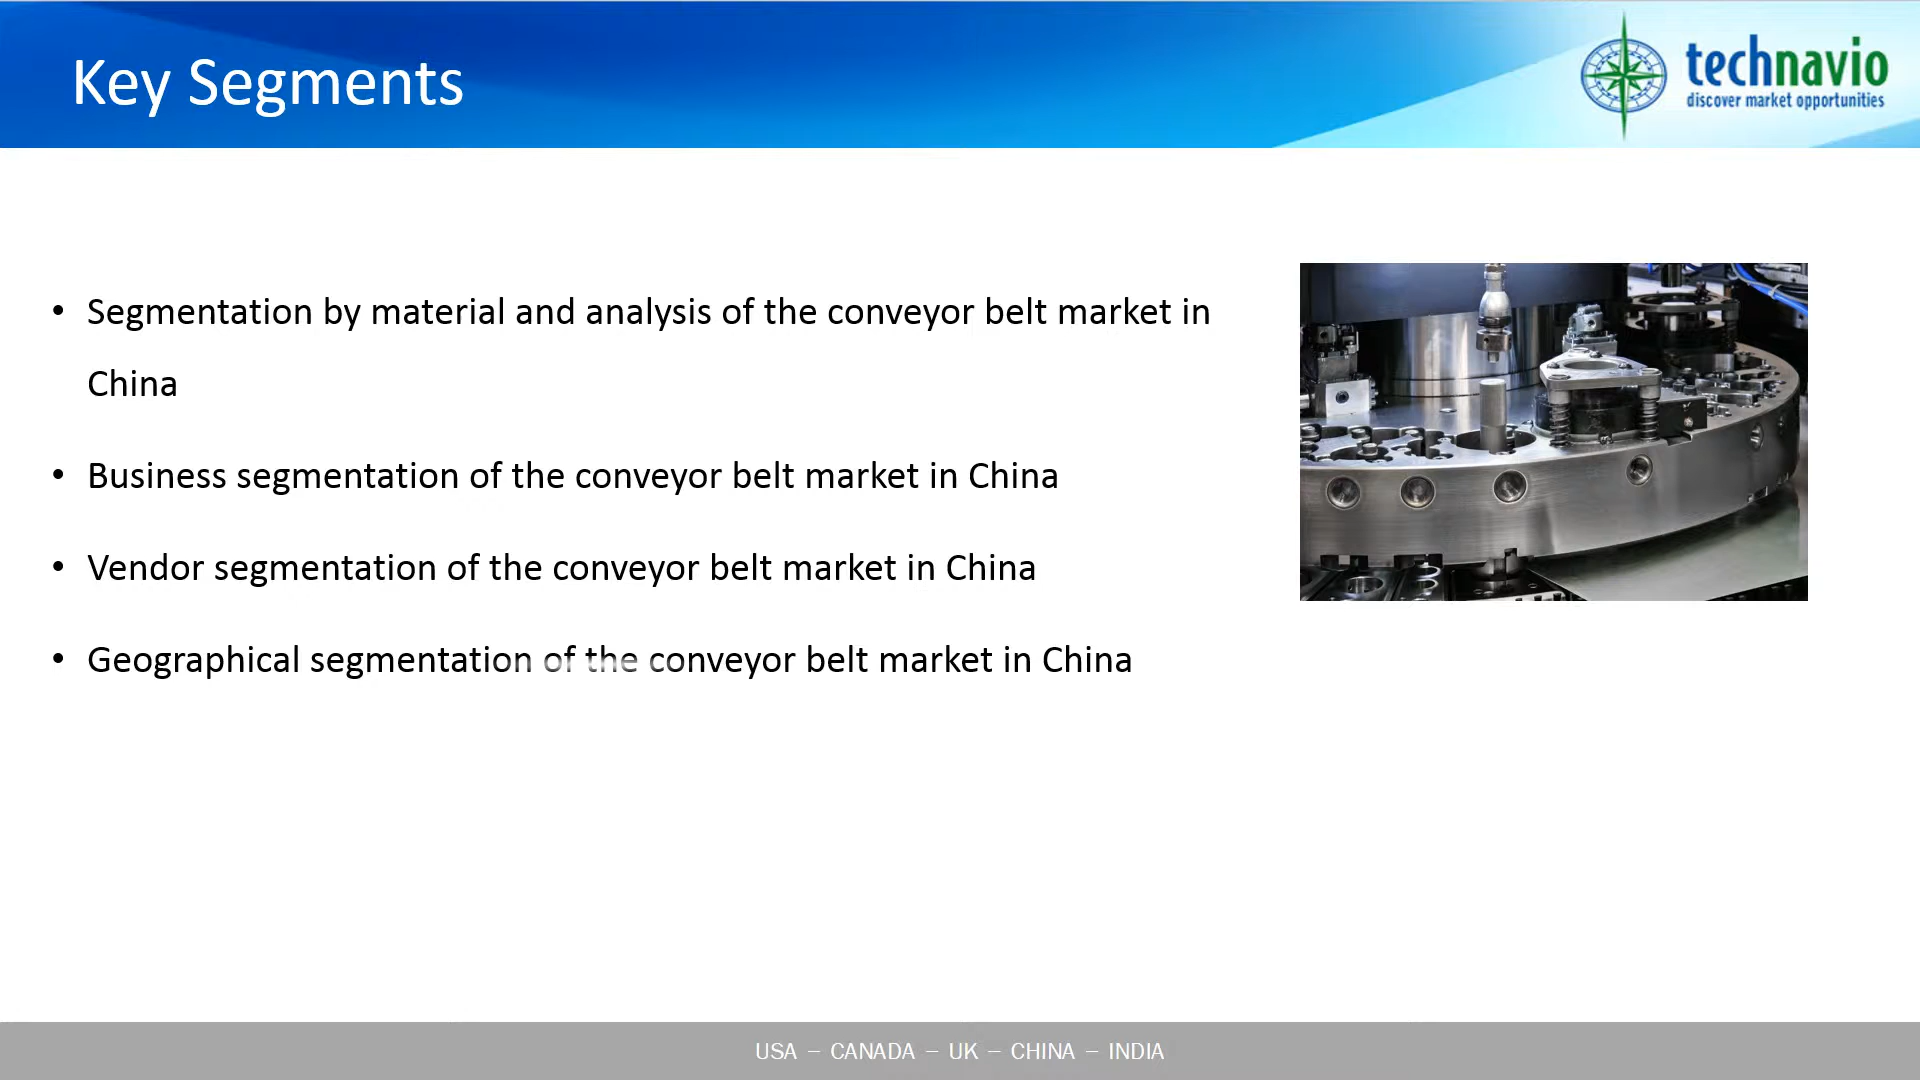 Key Segments
technavio
discover market opportunities
• Segmentation by material and analysis of the conveyor belt market in
China
• Business segmentation of the conveyor belt market in China
• Vendor segmentation of the conveyor belt market in China
• Geographical segmentation of the conveyor belt market in China
USA – CANADA – UK – CHINA – INDIA